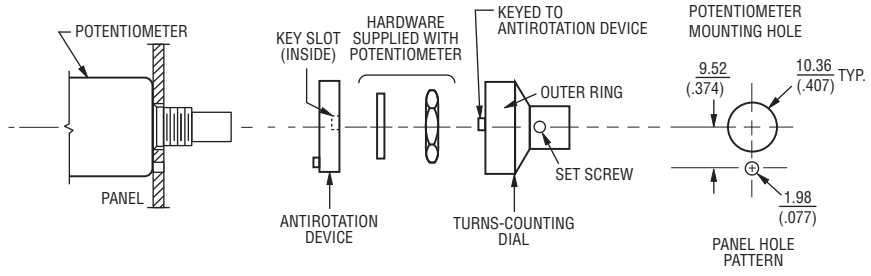 POTENTIOMETER
PANEL
KEY SLOT
(INSIDE)
ANTIROTATION
DEVICE
HARDWARE
SUPPLIED WITH
POTENTIOMETER
KEYED TO
ANTIROTATION DEVICE
OUTER RING
SET SCREW
TURNS-COUNTING
DIAL
POTENTIOMETER
MOUNTING HOLE
9.52
(.374)
10.36
(.407) TYP.
1.98
(.077)
PANEL HOLE
PATTERN